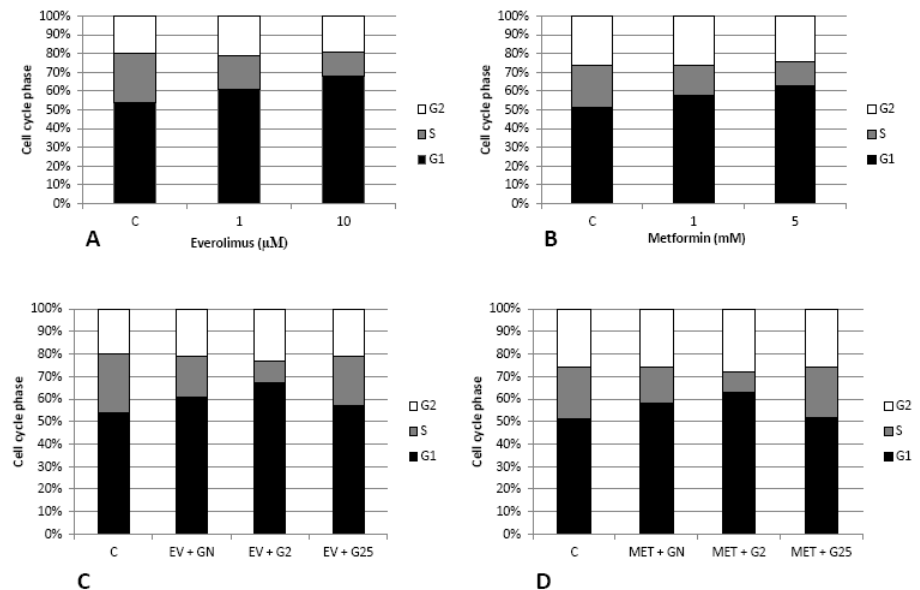 100%
90%
80%
70%
60%
50%
40%
30%
20%
10%
0%
Cell cycle phase
C 1 10
Everolimus (μM)
A
G2
S
G1
100%
90%
80%
70%
60%
50%
40%
30%
20%
10%
0%
Cell cycle phase
C 1 5
Metformin (mM)
B
G2
S
G1
100%
90%
80%
70%
60%
50%
40%
30%
20%
10%
0%
Cell cycle phase
C EV + GN EV + G2 EV + G25
C
G2
S
G1
100%
90%
80%
70%
60%
50%
40%
30%
20%
10%
0%
Cell cycle phase
C MET + GN MET + G2 MET + G25
D
G2
S
G1